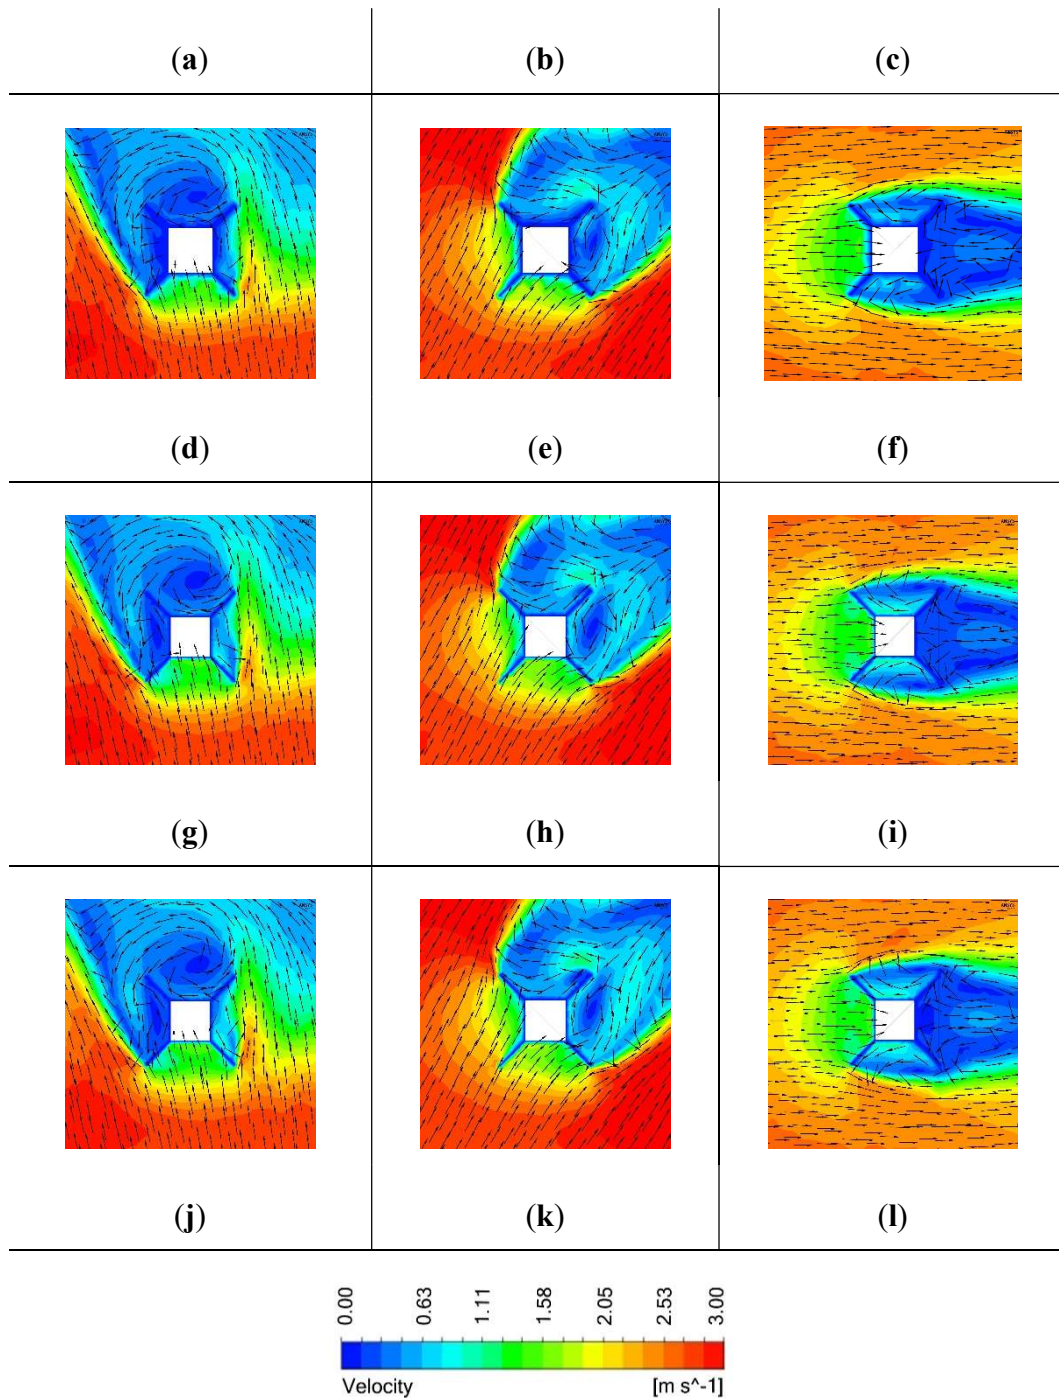 (a) (b) (c)
(d) (e) (f)
(g) (h) (i)
(j) (k) (l)
0.00 0.63 1.11 1.58 2.05 2.53 3.00
Velocity [m s^-1]